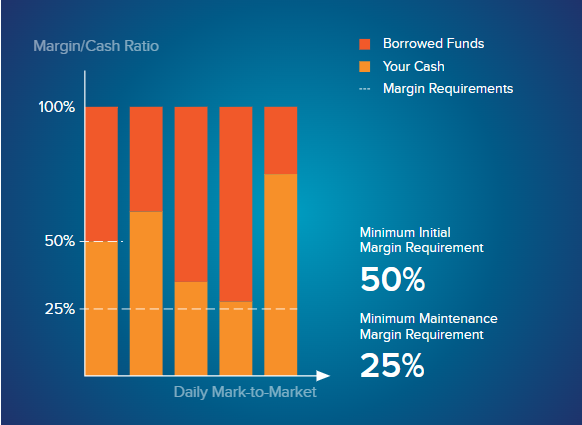 Margin/Cash Ratio
Borrowed Funds
Your Cash
Margin Requirements
100%
50%
25%
Minimum Initial
Margin Requirement
50%
Minimum Maintenance
Margin Requirement
25%
Daily Mark-to-Market